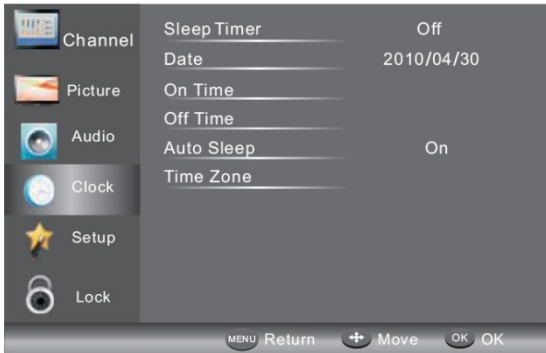 Channel
Picture
Audio
Clock
Setup
Lock
Sleep Timer Off
Date 2010/04/30
On Time
Off Time
Auto Sleep On
Time Zone
MENU Return Move OK OK